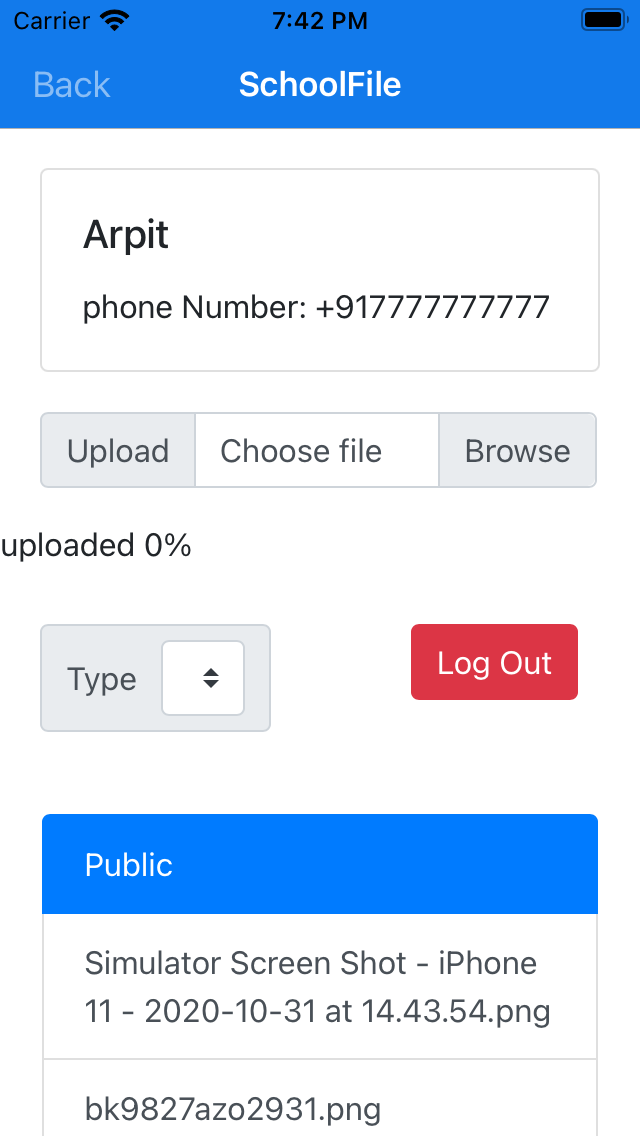 Carrier 7:42 PM
Back SchoolFile
Arpit
phone Number: +917777777777
Upload Choose file Browse
uploaded 0%
Type Log Out
Public
Simulator Screen Shot - iPhone
11 - 2020-10-31 at 14.43.54.png
bk9827azo2931.png